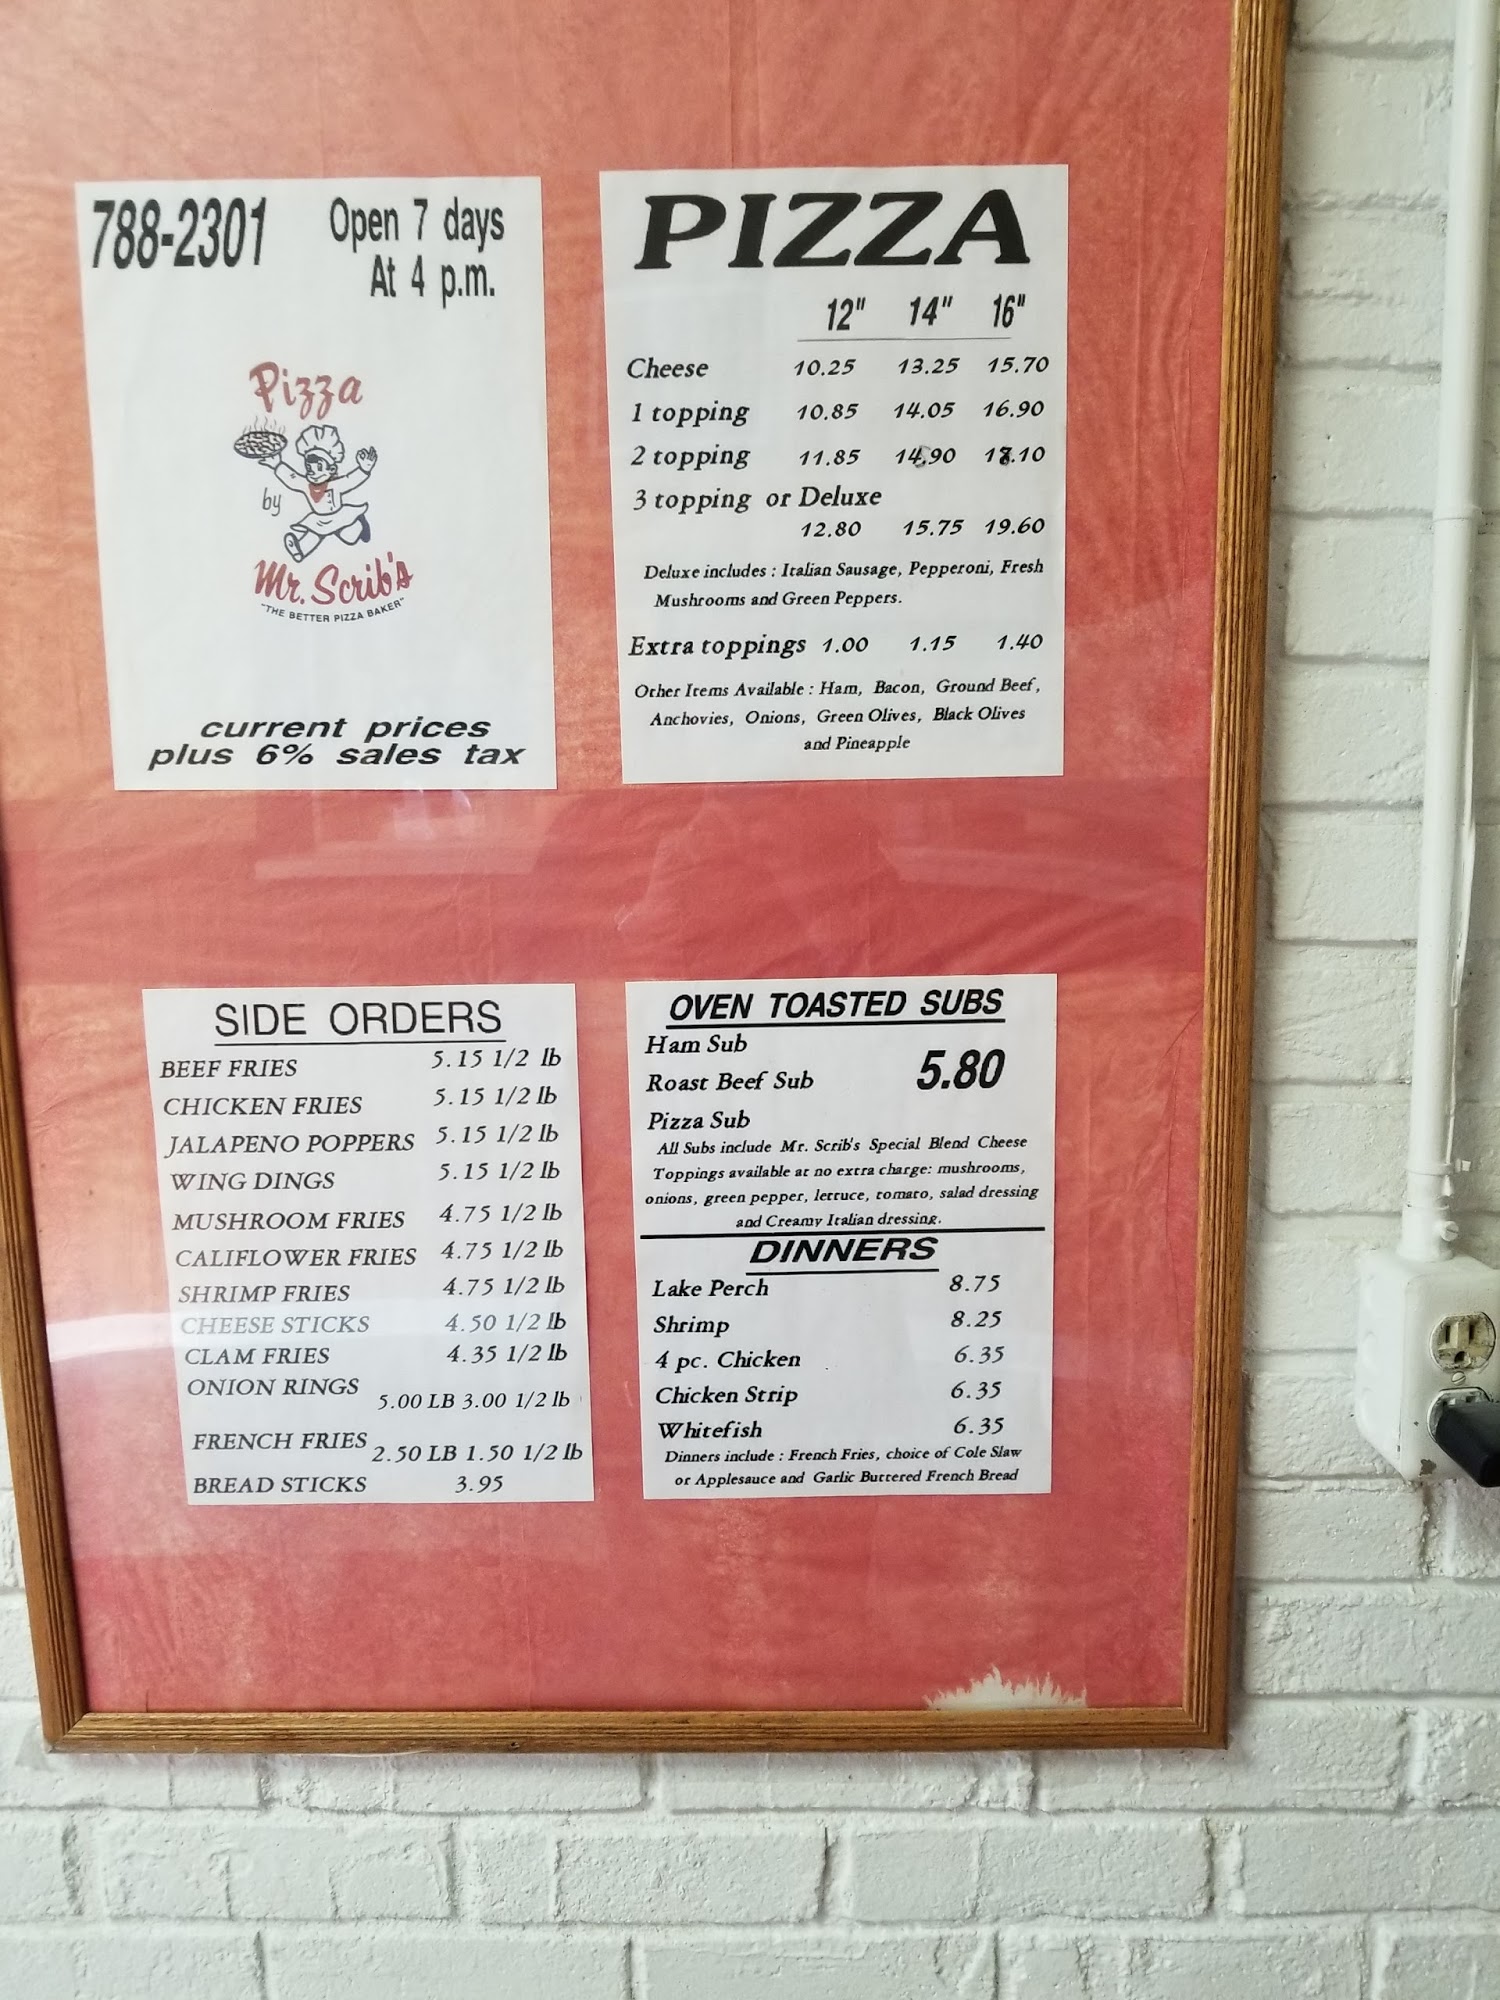 788-2301 Open 7 days
At 4 p.m.
Pizza
by
Mr. Scrib's
"THE BETTER PIZZA BAKER"
current prices
plus 6% sales tax
PIZZA
12" 14" 16"
Cheese 10.25 13.25 15.70
1 topping 10.85 14.05 16.90
2 topping 11.85 14.90 18.10
3 topping or Deluxe
12.80 15.75 19.60
Deluxe includes : Italian Sausage, Pepperoni, Fresh
Mushrooms and Green Peppers.
Extra toppings 1.00 1.15 1.40
Other Items Available : Ham, Bacon, Ground Beef,
Anchovies, Onions, Green Olives, Black Olives
and Pineapple
SIDE ORDERS
BEEF FRIES 5.15 1/2 lb
CHICKEN FRIES 5.15 1/2 lb
JALAPENO POPPERS 5.15 1/2 lb
WING DINGS 5.15 1/2 lb
MUSHROOM FRIES 4.75 1/2 lb
CALIFLOWER FRIES 4.75 1/2 lb
SHRIMP FRIES 4.75 1/2 lb
CHEESE STICKS 4.50 1/2 lb
CLAM FRIES 4.35 1/2 lb
ONION RINGS 5.00 LB 3.00 1/2 lb
FRENCH FRIES 2.50 LB 1.50 1/2 lb
BREAD STICKS 3.95
OVEN TOASTED SUBS
Ham Sub
Roast Beef Sub 5.80
Pizza Sub
All Subs include Mr. Scrib's Special Blend Cheese
Toppings available at no extra charge: mushrooms,
onions, green pepper, lettuce, tomato, salad dressing
and Creamy Italian dressing.
DINNERS
Lake Perch 8.75
Shrimp 8.25
4 pc. Chicken 6.35
Chicken Strip 6.35
Whitefish 6.35
Dinners include : French Fries, choice of Cole Slaw
or Applesauce and Garlic Buttered French Bread